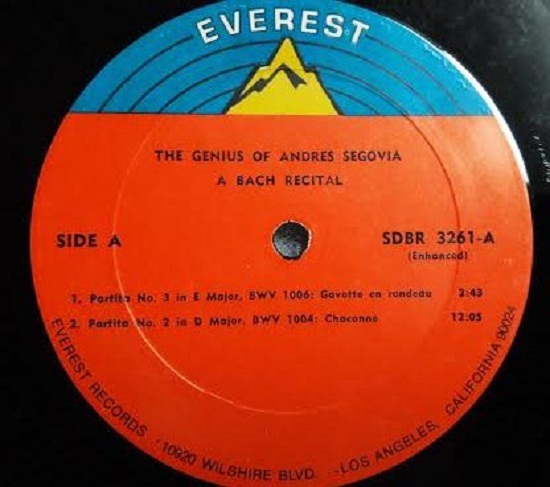 EVEREST
THE GENIUS OF ANDRES SEGOVIA
A BACH RECITAL
SIDE A
SDBR 3261-A
(Enhanced)
1. Partita No. 3 in E Major, BWV 1006: Gavotte en rondeau 2:43
2. Partita No. 2 in D Major, BWV 1004: Chaconne 12:05
EVEREST RECORDS · 10920 WILSHIRE BLVD. · LOS ANGELES, CALIFORNIA 90024